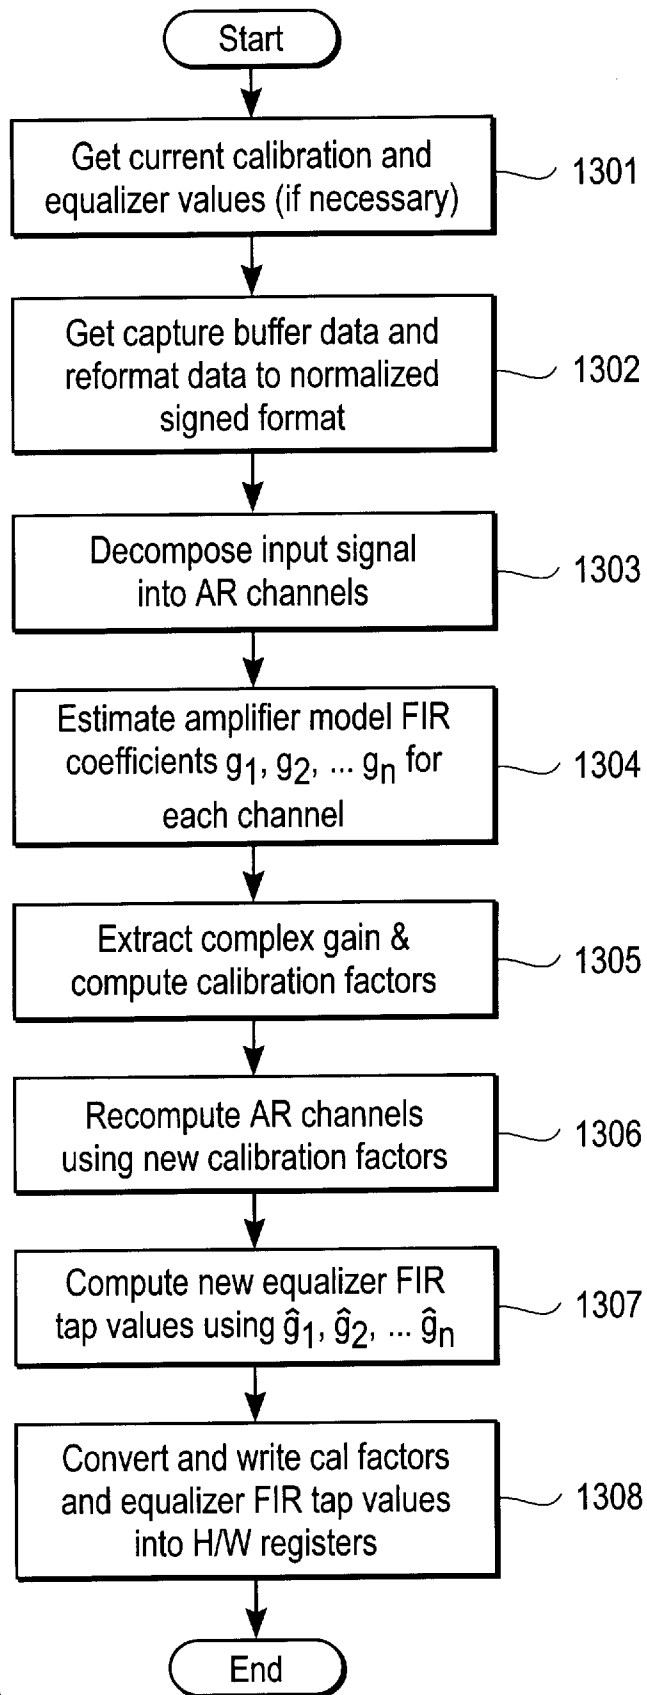 Start
Get current calibration and
equalizer values (if necessary)
1301
Get capture buffer data and
reformat data to normalized
signed format
1302
Decompose input signal
into AR channels
1303
Estimate amplifier model FIR
coefficients g1, g2, ... gn for
each channel
1304
Extract complex gain &
compute calibration factors
1305
Recompute AR channels
using new calibration factors
1306
Compute new equalizer FIR
tap values using ĝ1, ĝ2, ... ĝn
1307
Convert and write cal factors
and equalizer FIR tap values
into H/W registers
1308
End